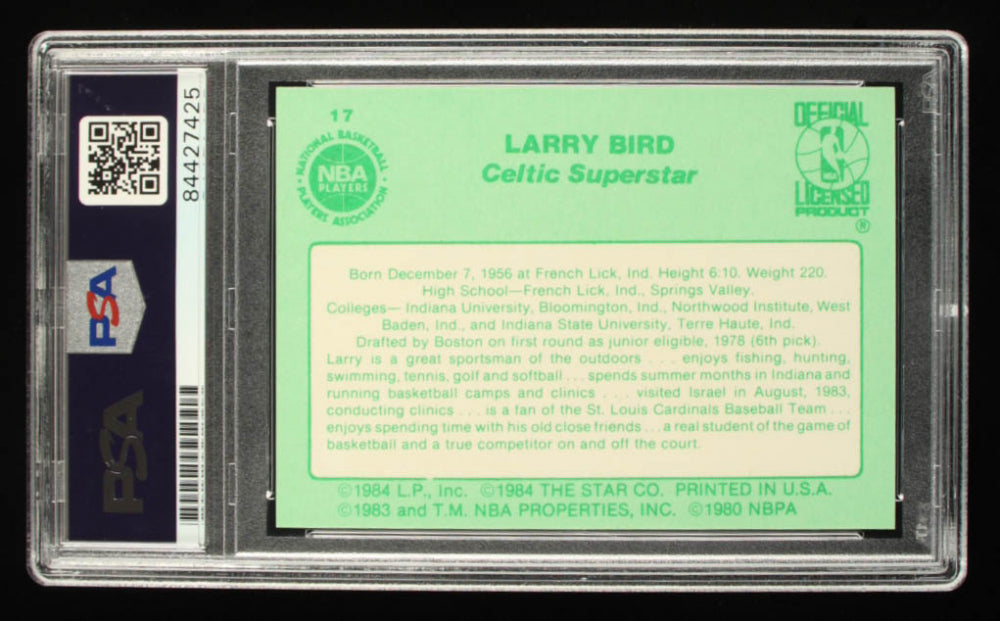 84427425
PSA
PSA
17
NATIONAL BASKETBALL
NBA
PLAYERS
PLAYERS ASSOCIATION
LARRY BIRD
Celtic Superstar
OFFICIAL
NBA
LICENSED
PRODUCT
®
Born December 7, 1956 at French Lick, Ind. Height 6:10. Weight 220.
High School—French Lick, Ind., Springs Valley.
Colleges— Indiana University, Bloomington, Ind., Northwood Institute, West
Baden, Ind., and Indiana State University, Terre Haute, Ind.
Drafted by Boston on first round as junior eligible, 1978 (6th pick).
Larry is a great sportsman of the outdoors . . . enjoys fishing, hunting,
swimming, tennis, golf and softball . . . spends summer months in Indiana and
running basketball camps and clinics . . . visited Israel in August, 1983,
conducting clinics . . . is a fan of the St. Louis Cardinals Baseball Team . . .
enjoys spending time with his old close friends . . . a real student of the game of
basketball and a true competitor on and off the court.
©1984 L.P., Inc. ©1984 THE STAR CO. PRINTED IN U.S.A.
©1983 and T.M. NBA PROPERTIES, INC. ©1980 NBPA